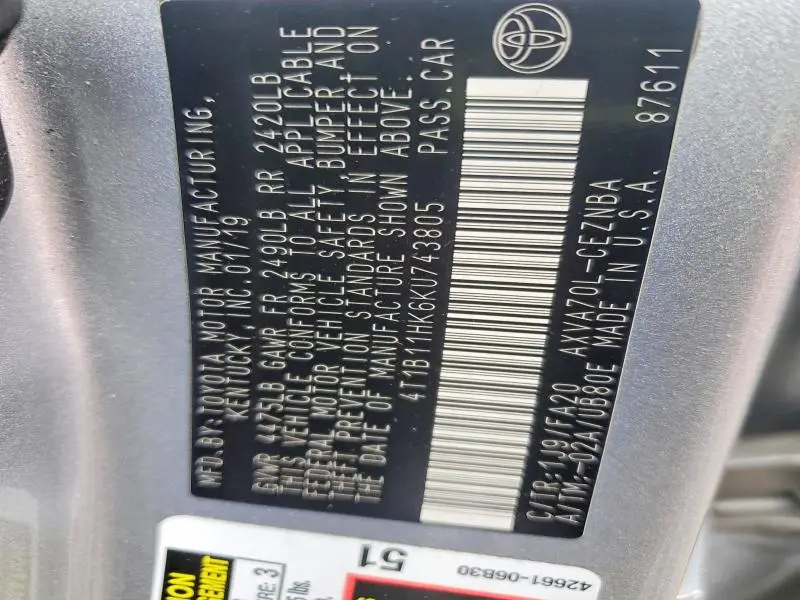 MFD.BY:TOYOTA MOTOR MANUFACTURING,
KENTUCKY, INC.01/19
GVWR 4475LB GAWR FR 2490LB RR 2420LB
THIS VEHICLE CONFORMS TO ALL APPLICABLE
FEDERAL MOTOR VEHICLE SAFETY, BUMPER, AND
THEFT PREVENTION STANDARDS IN EFFECT ON
THE DATE OF MANUFACTURE SHOWN ABOVE.
4T1B11HK6KU743805 PASS.CAR
C/TR:1J9/FA20 AXVA70L-CEZNBA
A/TM:-02A/UB80E MADE IN U.S.A.
87611
51
42661-06B30